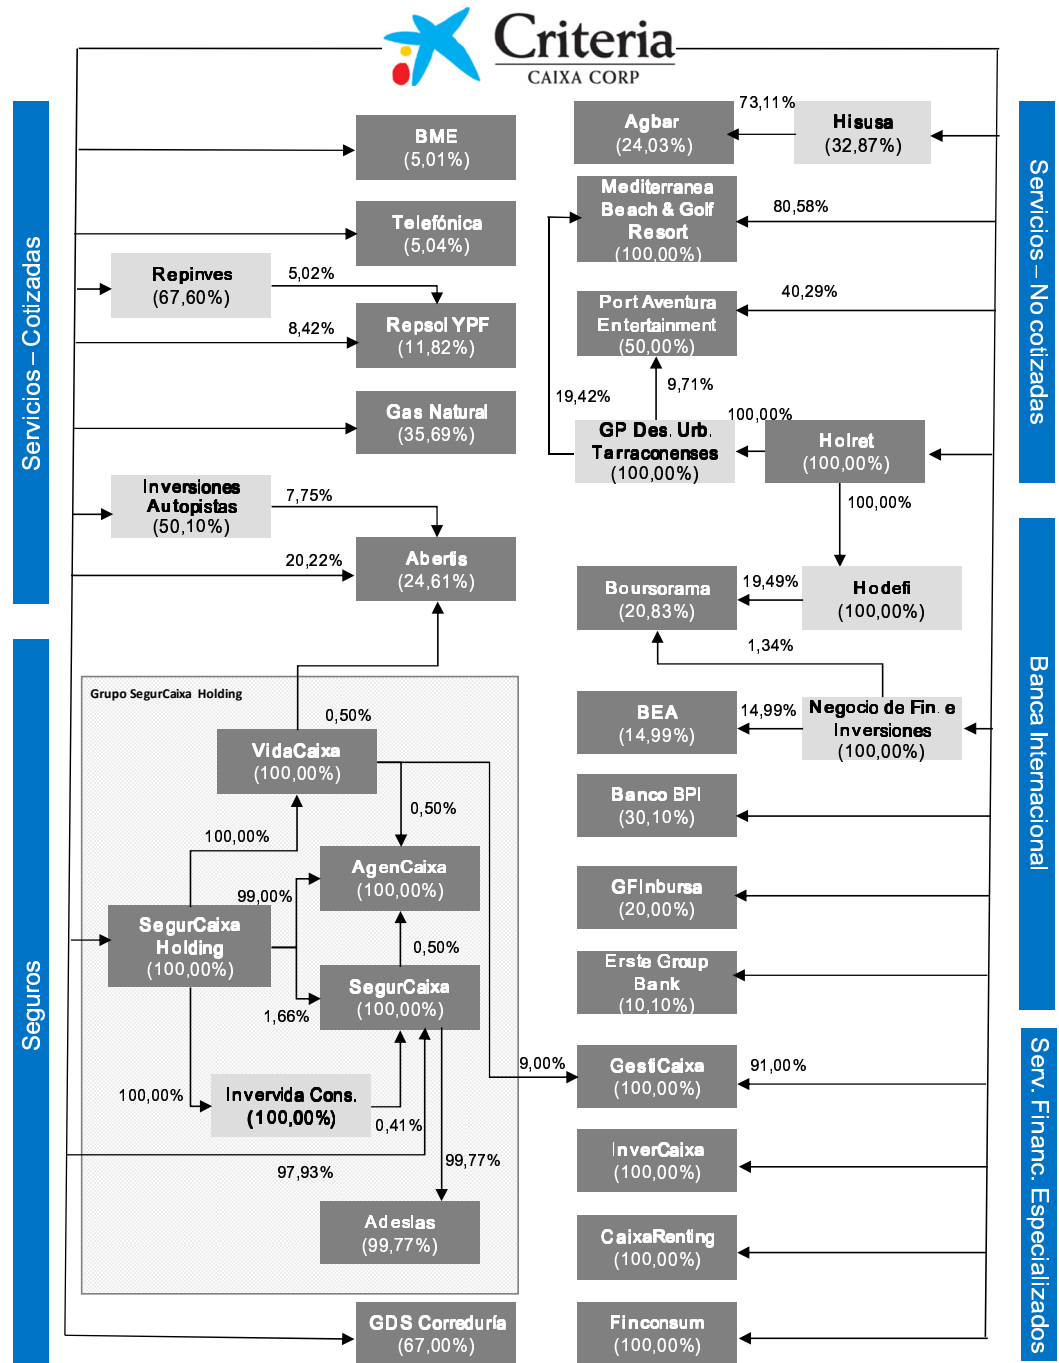 Criteria
CAIXA CORP
Servicios – Cotizadas
BME
(5,01%)
Telefónica
(5,04%)
Repinves
(67,60%)
5,02%
8,42%
Repsol YPF
(11,82%)
Gas Natural
(35,69%)
Inversiones
Autopistas
(50,10%)
7,75%
20,22%
Abertis
(24,61%)
Seguros
Grupo SegurCaixa Holding
0,50%
VidaCaixa
(100,00%)
0,50%
100,00%
AgenCaixa
(100,00%)
99,00%
SegurCaixa
Holding
(100,00%)
0,50%
SegurCaixa
(100,00%)
1,66%
100,00%
Invervida Cons.
(100,00%)
0,41%
97,93%
99,77%
Adeslas
(99,77%)
GDS Correduría
(67,00%)
Servicios – No cotizadas
Agbar
(24,03%)
73,11%
Hisusa
(32,87%)
Mediterranea
Beach & Golf
Resort
(100,00%)
80,58%
Port Aventura
Entertainment
(50,00%)
40,29%
19,42%
9,71%
100,00%
GP Des. Urb.
Tarraconenses
(100,00%)
Holret
(100,00%)
100,00%
Banca Internacional
Boursorama
(20,83%)
19,49%
Hodefi
(100,00%)
1,34%
BEA
(14,99%)
14,99%
Negocio de Fin. e
Inversiones
(100,00%)
Banco BPI
(30,10%)
GFInbursa
(20,00%)
Erste Group
Bank
(10,10%)
Serv. Financ. Especializados
9,00%
GestiCaixa
(100,00%)
91,00%
InverCaixa
(100,00%)
CaixaRenting
(100,00%)
Finconsum
(100,00%)